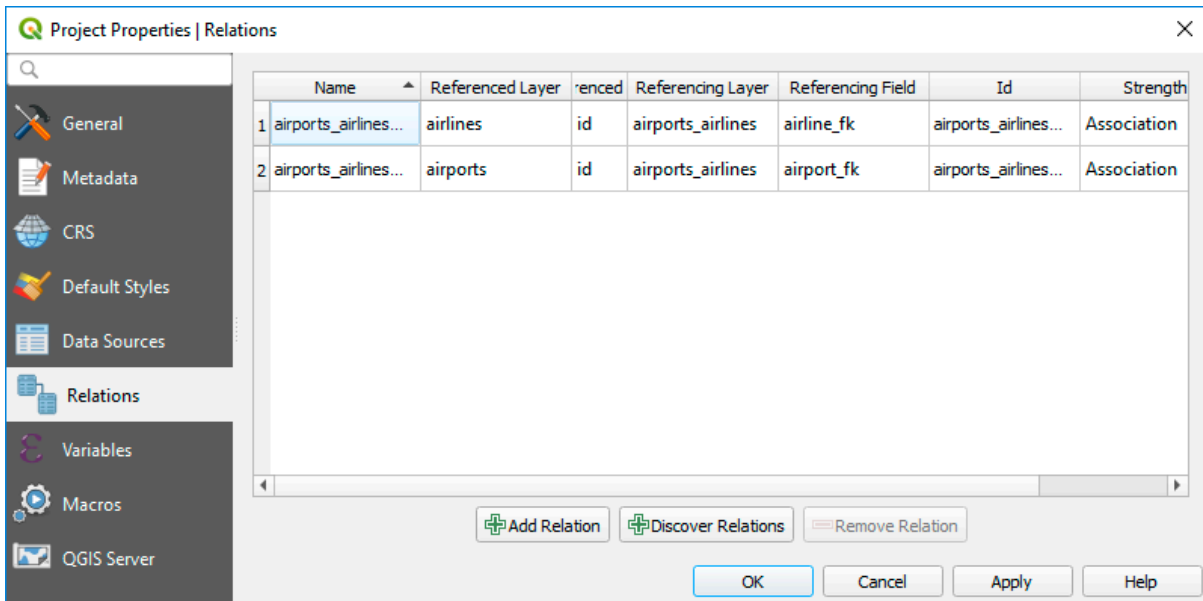 Project Properties | Relations
General
Metadata
CRS
Default Styles
Data Sources
Relations
Variables
Macros
QGIS Server
Name Referenced Layer renced Referencing Layer Referencing Field Id Strength
1 airports_airlines... airlines id airports_airlines airline_fk airports_airlines... Association
2 airports_airlines... airports id airports_airlines airport_fk airports_airlines... Association
Add Relation Discover Relations Remove Relation
OK Cancel Apply Help